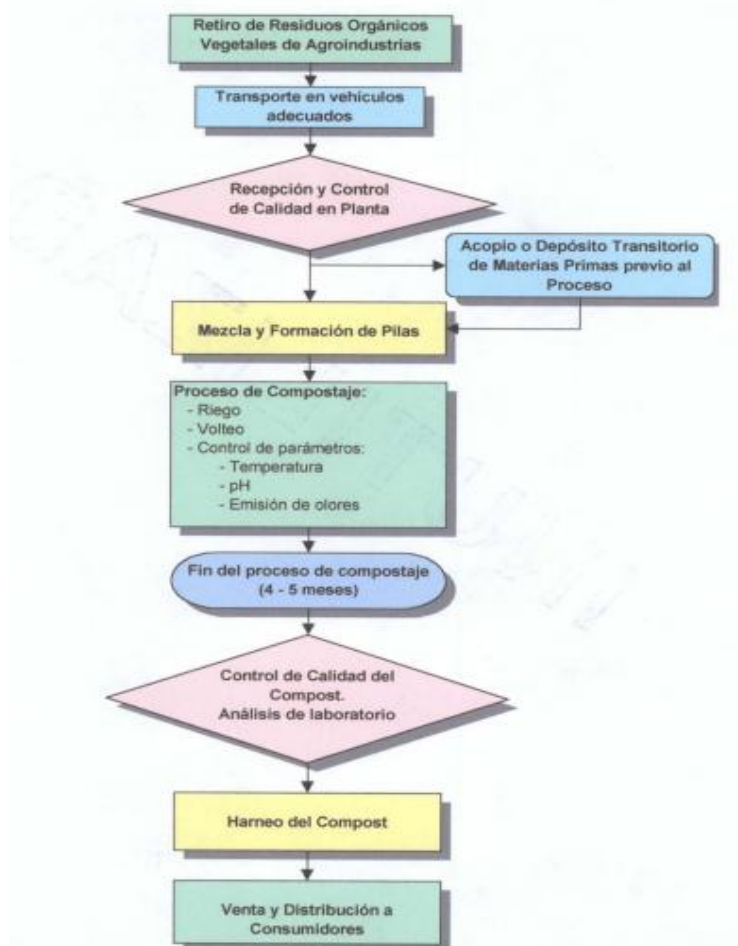 Retiro de Residuos Orgánicos
Vegetales de Agroindustrias
Transporte en vehículos
adecuados
Recepción y Control
de Calidad en Planta
Acopio o Depósito Transitorio
de Materias Primas previo al
Proceso
Mezcla y Formación de Pilas
Proceso de Compostaje:
- Riego
- Volteo
- Control de parámetros:
- Temperatura
- pH
- Emisión de olores
Fin del proceso de compostaje
(4 - 5 meses)
Control de Calidad del
Compost.
Análisis de laboratorio
Harneo del Compost
Venta y Distribución a
Consumidores